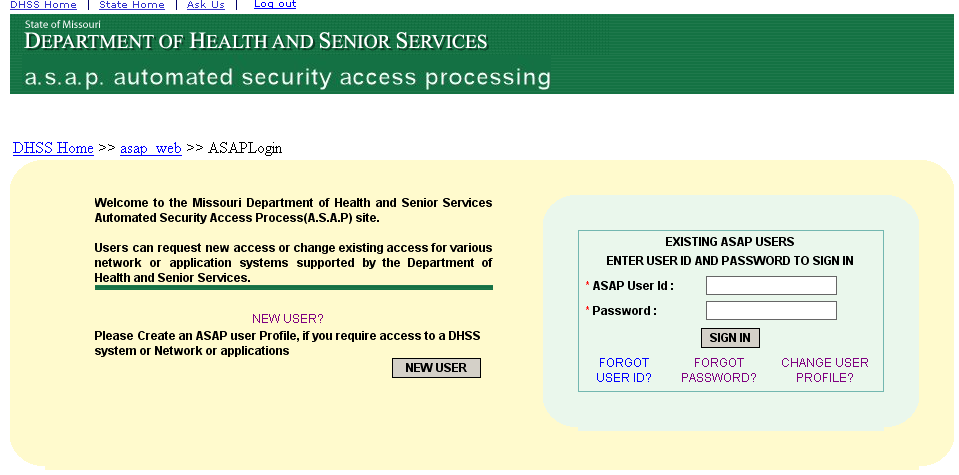 DHSS Home | State Home | Ask Us | Log out
State of Missouri
DEPARTMENT OF HEALTH AND SENIOR SERVICES
a.s.a.p. automated security access processing
DHSS Home >> asap_web >> ASAPLogin
Welcome to the Missouri Department of Health and Senior Services
Automated Security Access Process(A.S.A.P) site.
Users can request new access or change existing access for various
network or application systems supported by the Department of
Health and Senior Services.
NEW USER?
Please Create an ASAP user Profile, if you require access to a DHSS
system or Network or applications
NEW USER
EXISTING ASAP USERS
ENTER USER ID AND PASSWORD TO SIGN IN
* ASAP User Id :
* Password :
SIGN IN
FORGOT USER ID?
FORGOT PASSWORD?
CHANGE USER PROFILE?